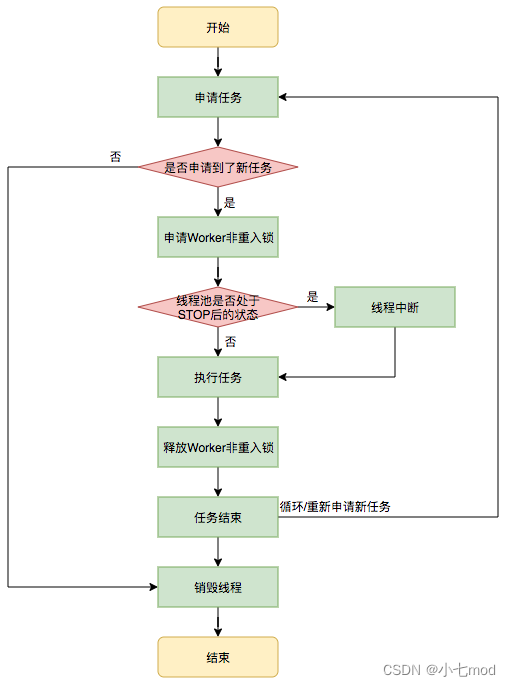 开始
申请任务
是否申请到了新任务
否
是
申请Worker非重入锁
线程池是否处于
STOP后的状态
是
线程中断
否
执行任务
释放Worker非重入锁
任务结束
循环/重新申请新任务
销毁线程
结束
CSDN @小七mod